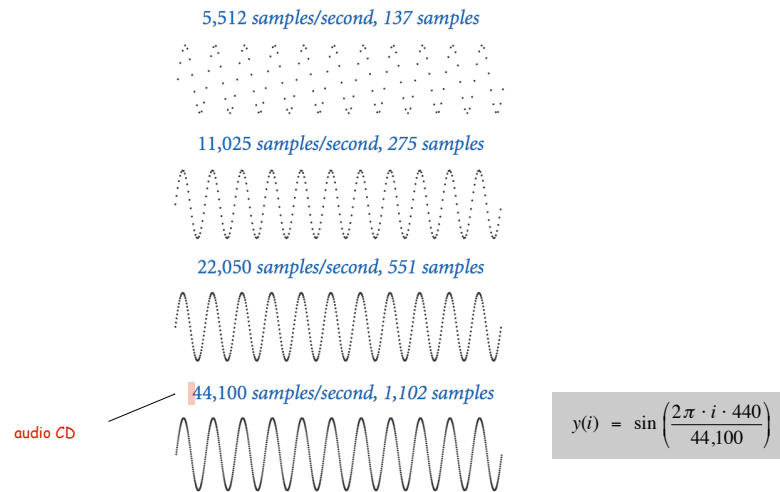 5,512 samples/second, 137 samples
11,025 samples/second, 275 samples
22,050 samples/second, 551 samples
44,100 samples/second, 1,102 samples
audio CD
y(i) = sin (2π · i · 440 / 44,100)